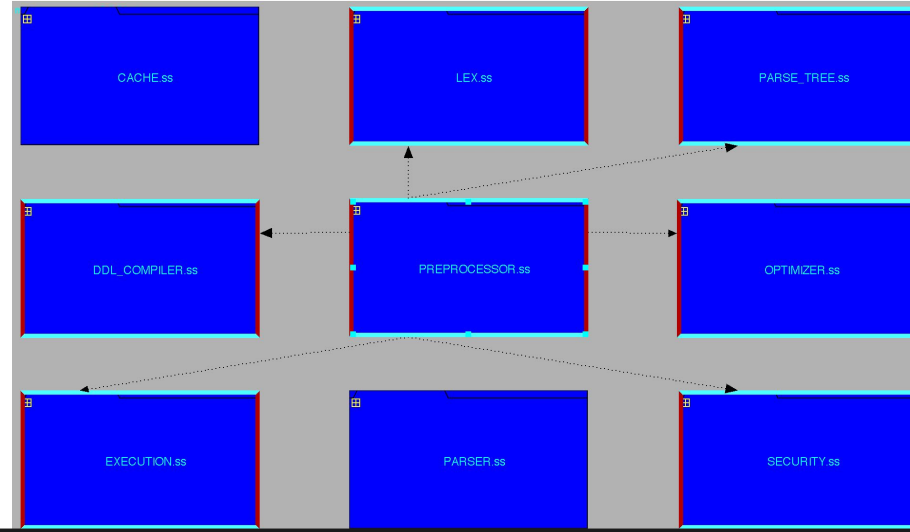 CACHE.ss
LEX.ss
PARSE_TREE.ss
DDL_COMPILER.ss
PREPROCESSOR.ss
OPTIMIZER.ss
EXECUTION.ss
PARSER.ss
SECURITY.ss